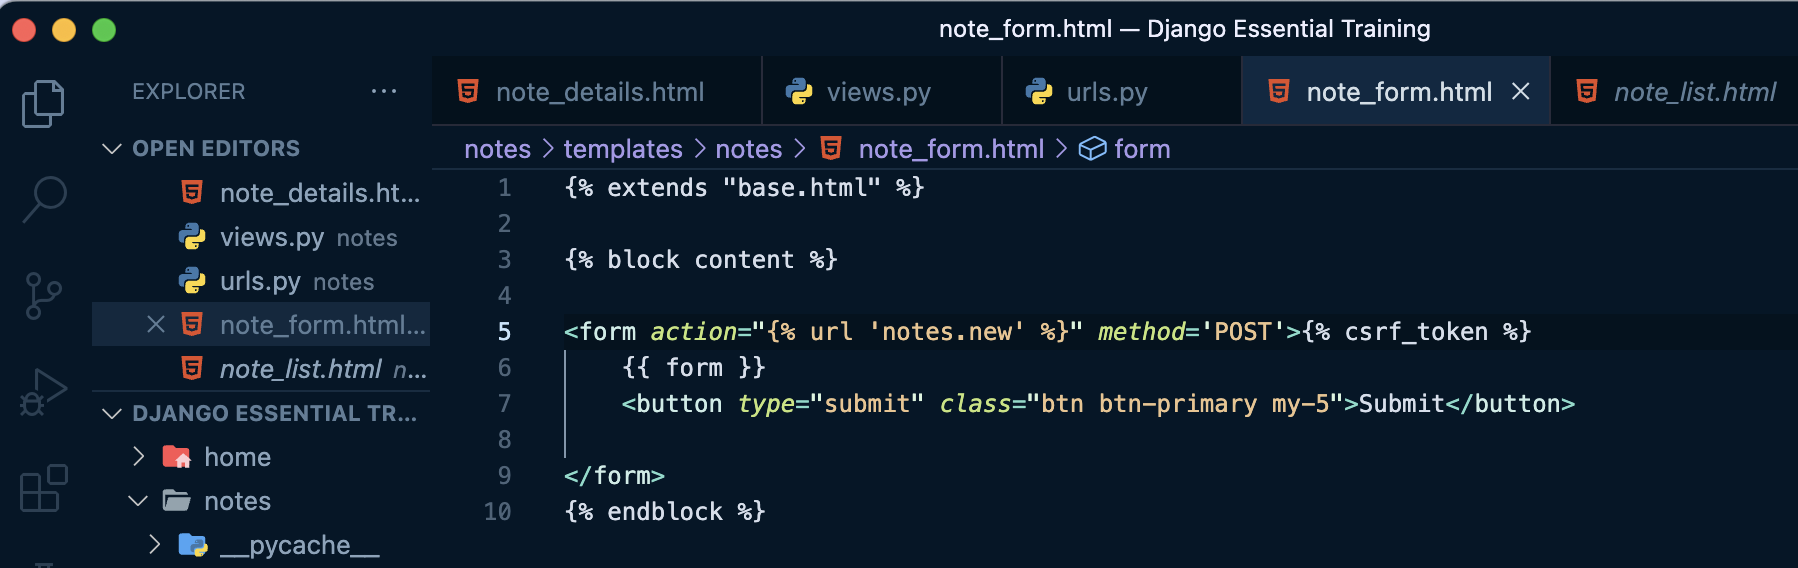 note_form.html — Django Essential Training
EXPLORER ...
OPEN EDITORS
note_details.ht...
views.py notes
urls.py notes
note_form.html...
note_list.html n...
DJANGO ESSENTIAL TR...
home
notes
__pycache__
note_details.html views.py urls.py note_form.html note_list.html
notes > templates > notes > note_form.html > form
1 {% extends "base.html" %}
2
3 {% block content %}
4
5 <form action="{% url 'notes.new' %}" method='POST'>{% csrf_token %}
6 {{ form }}
7 <button type="submit" class="btn btn-primary my-5">Submit</button>
8
9 </form>
10 {% endblock %}